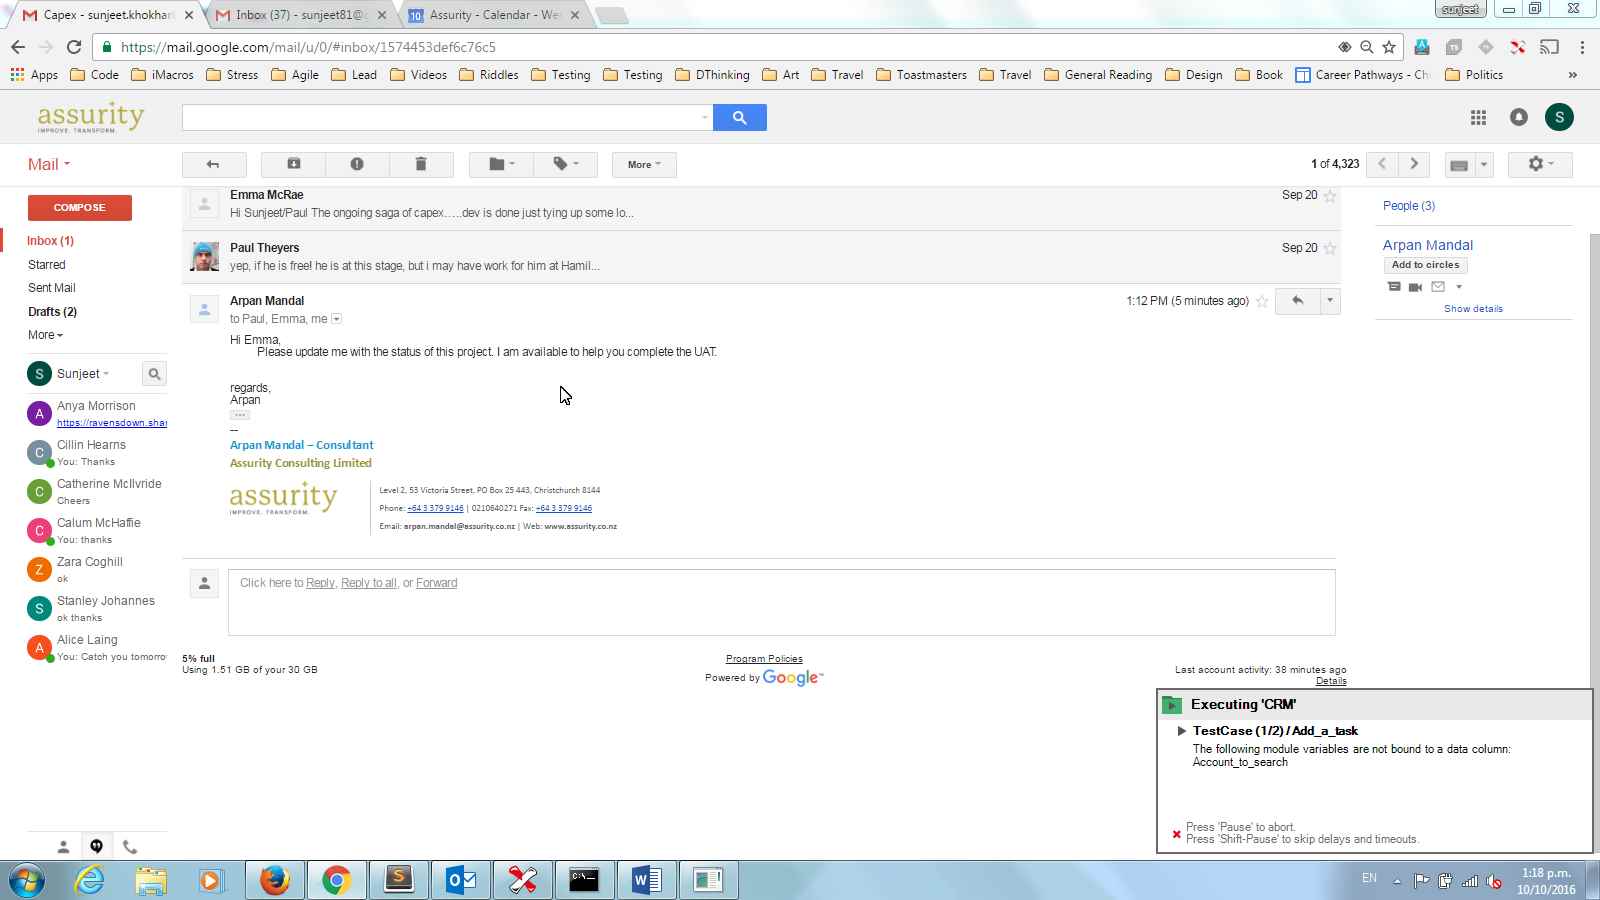 Capex - sunjeet.khokhar
Inbox (37) - sunjeet81@
10 Assurity - Calendar - We
sunjeet
https://mail.google.com/mail/u/0/#inbox/1574453def6c76c5
Apps Code iMacros Stress Agile Lead Videos Riddles Testing Testing DThinking Art Travel Toastmasters Travel General Reading Design Book Career Pathways - Ch Politics »
assurity
IMPROVE. TRANSFORM.
S
Mail
More
1 of 4,323
COMPOSE
Inbox (1)
Starred
Sent Mail
Drafts (2)
More
S Sunjeet
A Anya Morrison
https://ravensdown.shar
C Cillin Hearns
You: Thanks
C Catherine McIlvride
Cheers
C Calum McHaffie
You: thanks
Z Zara Coghill
ok
S Stanley Johannes
ok thanks
A Alice Laing
You: Catch you tomorro
Emma McRae
Sep 20
Hi Sunjeet/Paul The ongoing saga of capex…..dev is done just tying up some lo...
Paul Theyers
Sep 20
yep, if he is free! he is at this stage, but i may have work for him at Hamil...
Arpan Mandal
1:12 PM (5 minutes ago)
to Paul, Emma, me
Hi Emma,
Please update me with the status of this project. I am available to help you complete the UAT.
regards,
Arpan
...
--
Arpan Mandal – Consultant
Assurity Consulting Limited
assurity
IMPROVE. TRANSFORM.
Level 2, 53 Victoria Street, PO Box 25 443, Christchurch 8144
Phone: +64 3 379 9146 | 0210640271 Fax: +64 3 379 9146
Email: arpan.mandal@assurity.co.nz | Web: www.assurity.co.nz
Click here to Reply, Reply to all, or Forward
5% full
Using 1.51 GB of your 30 GB
Program Policies
Powered by Google™
Last account activity: 38 minutes ago
Details
People (3)
Arpan Mandal
Add to circles
Show details
Executing 'CRM'
TestCase (1/2) / Add_a_task
The following module variables are not bound to a data column:
Account_to_search
Press 'Pause' to abort.
Press 'Shift-Pause' to skip delays and timeouts.
EN
1:18 p.m.
10/10/2016